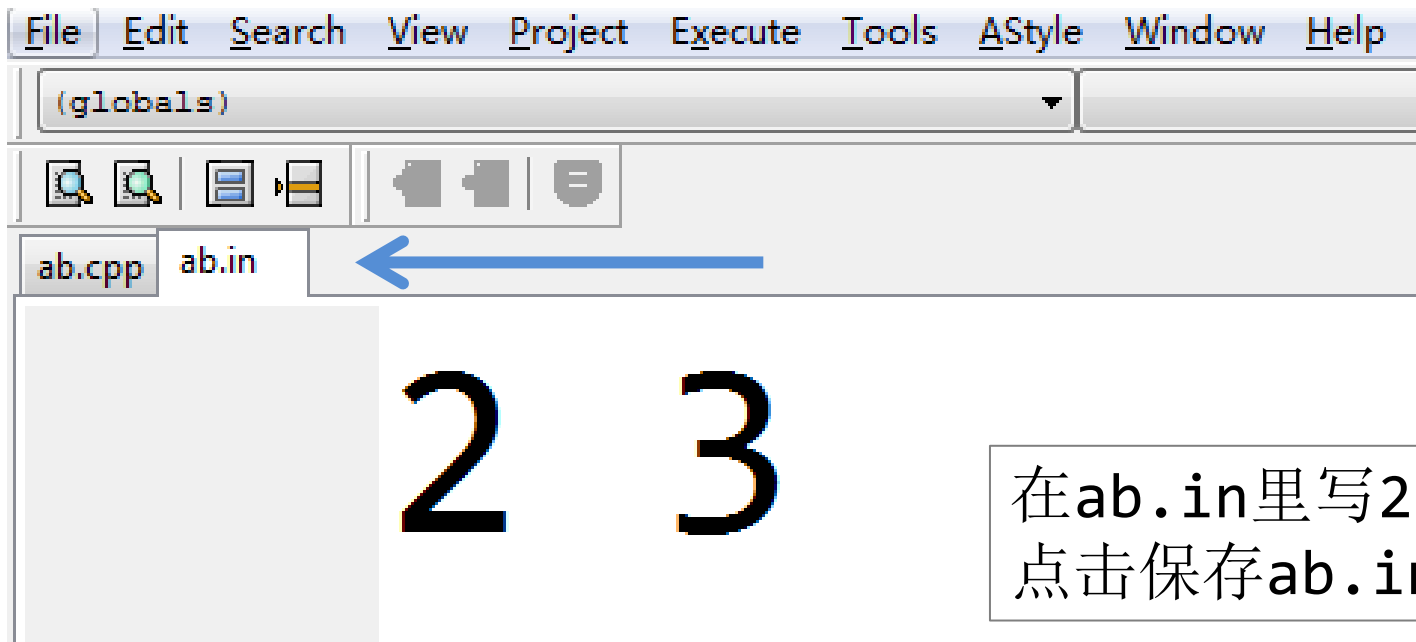 File Edit Search View Project Execute Tools AStyle Window Help
(globals)
ab.cpp ab.in
2 3
在ab.in里写2
点击保存ab.in